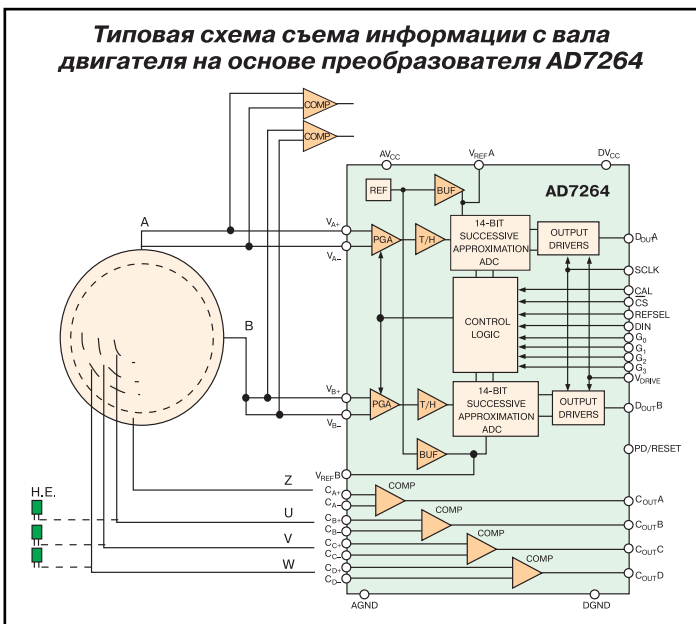 Типовая схема съема информации с вала
двигателя на основе преобразователя AD7264
COMP
COMP
AVCC
VREFA
DVCC
REF
BUF
AD7264
A
VA+
VA–
PGA
T/H
14-BIT
SUCCESSIVE
APPROXIMATION
ADC
OUTPUT
DRIVERS
DOUTA
SCLK
CAL
CS
REFSEL
DIN
G0
G1
G2
G3
VDRIVE
CONTROL
LOGIC
B
VB+
VB–
PGA
T/H
14-BIT
SUCCESSIVE
APPROXIMATION
ADC
OUTPUT
DRIVERS
DOUTB
BUF
PD/RESET
VREFB
Z
U
V
W
H.E.
CA+
CA–
CB+
CB–
CC+
CC–
CD+
CD–
COMP
COMP
COMP
COMP
COUTA
COUTB
COUTC
COUTD
AGND
DGND